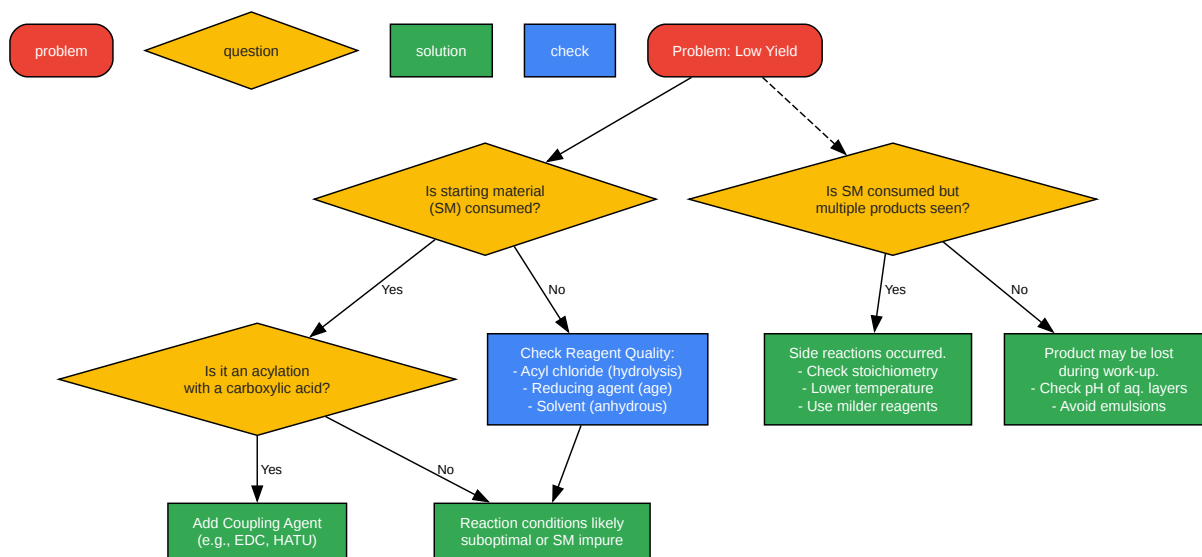 problem
question
solution
check
Problem: Low Yield
Is starting material
(SM) consumed?
Is SM consumed but
multiple products seen?
Yes
No
Yes
No
Is it an acylation
with a carboxylic acid?
Check Reagent Quality:
- Acyl chloride (hydrolysis)
- Reducing agent (age)
- Solvent (anhydrous)
Side reactions occurred.
- Check stoichiometry
- Lower temperature
- Use milder reagents
Product may be lost
during work-up.
- Check pH of aq. layers
- Avoid emulsions
Yes
No
Add Coupling Agent
(e.g., EDC, HATU)
Reaction conditions likely
suboptimal or SM impure